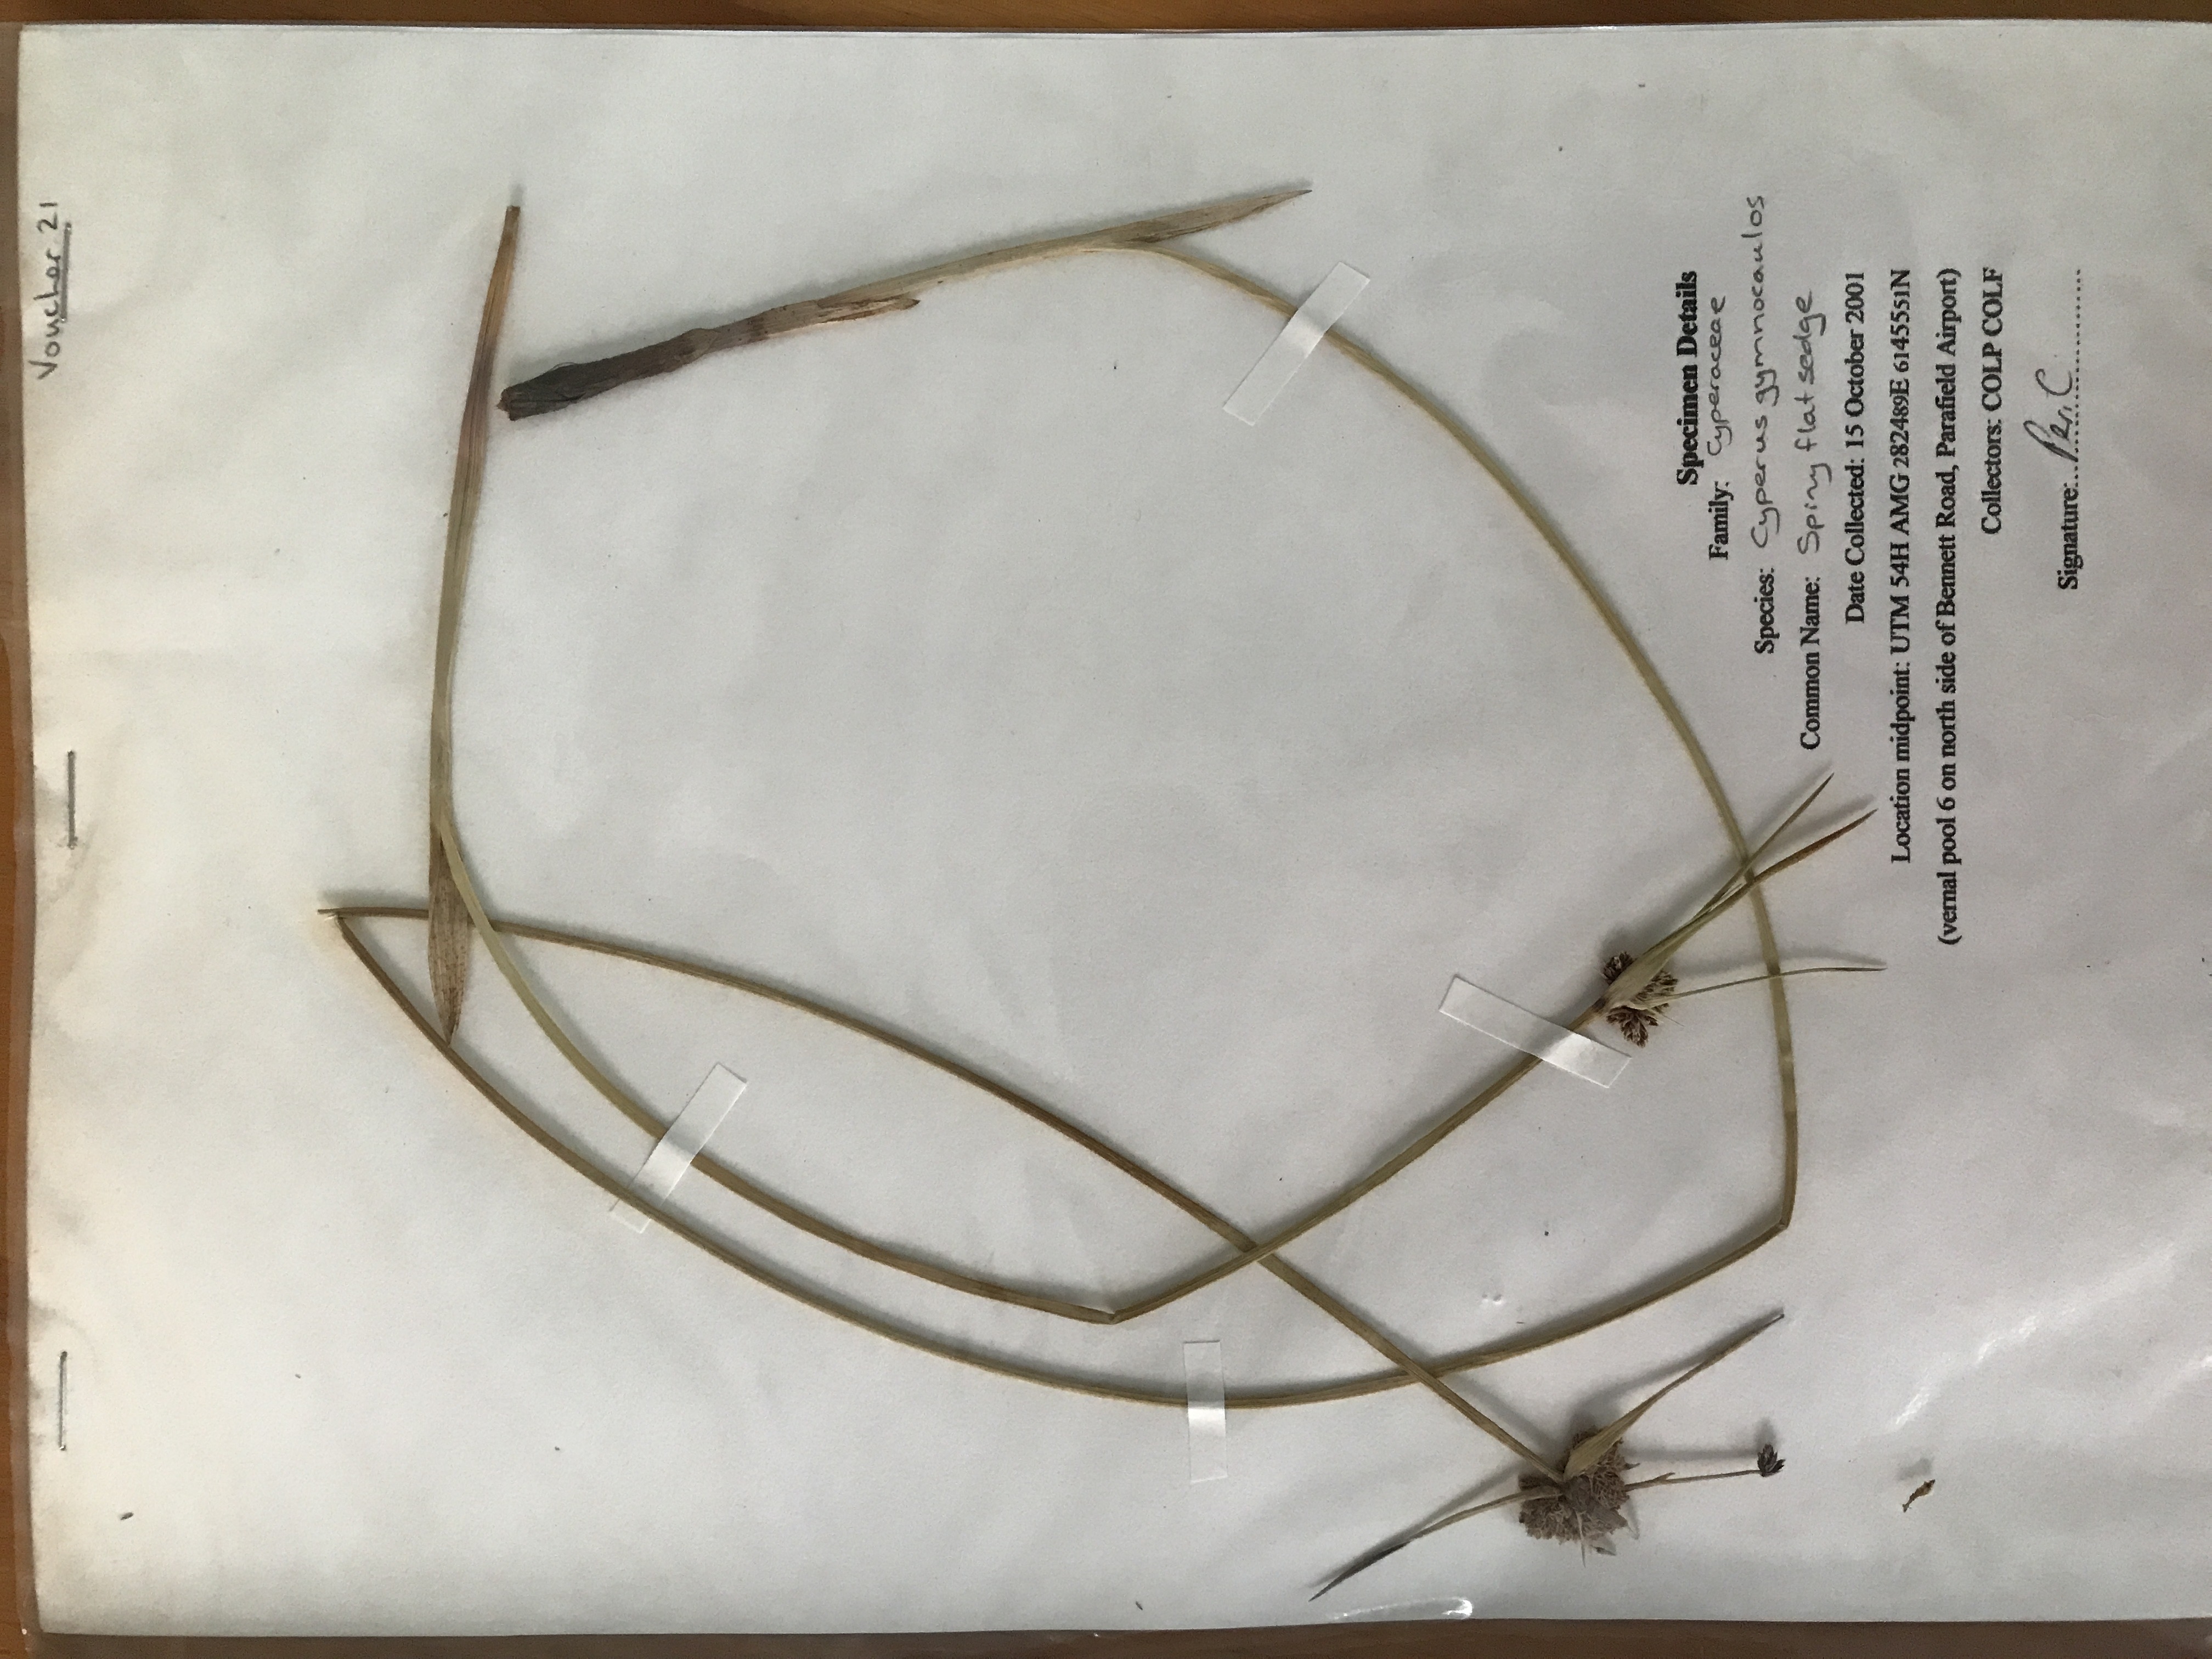 Voucher 21
Specimen Details
Family: Cyperaceae
Species: Cyperus gymnocaulos
Common Name: Spiny flat sedge
Date Collected: 15 October 2001
Location midpoint: UTM 54H AMG 282489E 6145551N
(vernal pool 6 on north side of Bennett Road, Parafield Airport)
Collectors: COLP COLF
Signature: Per. C